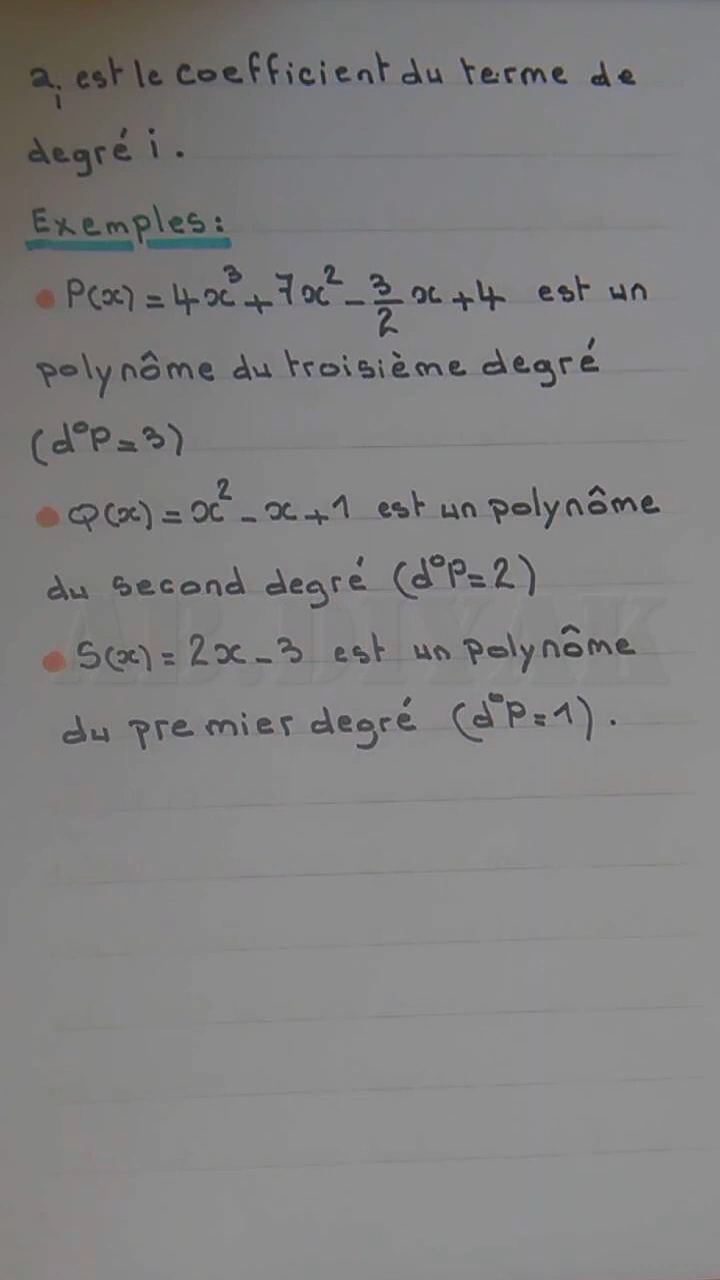 aᵢ est le coefficient du terme de
degré i.
Exemples:
• P(x) = 4x³ + 7x² - 3/2 x + 4 est un
polynôme du troisième degré
(d°P = 3)
• Q(x) = x² - x + 1 est un polynôme
du second degré (d°P = 2)
AB.DIYAK
• S(x) = 2x - 3 est un polynôme
du premier degré (d°P = 1).